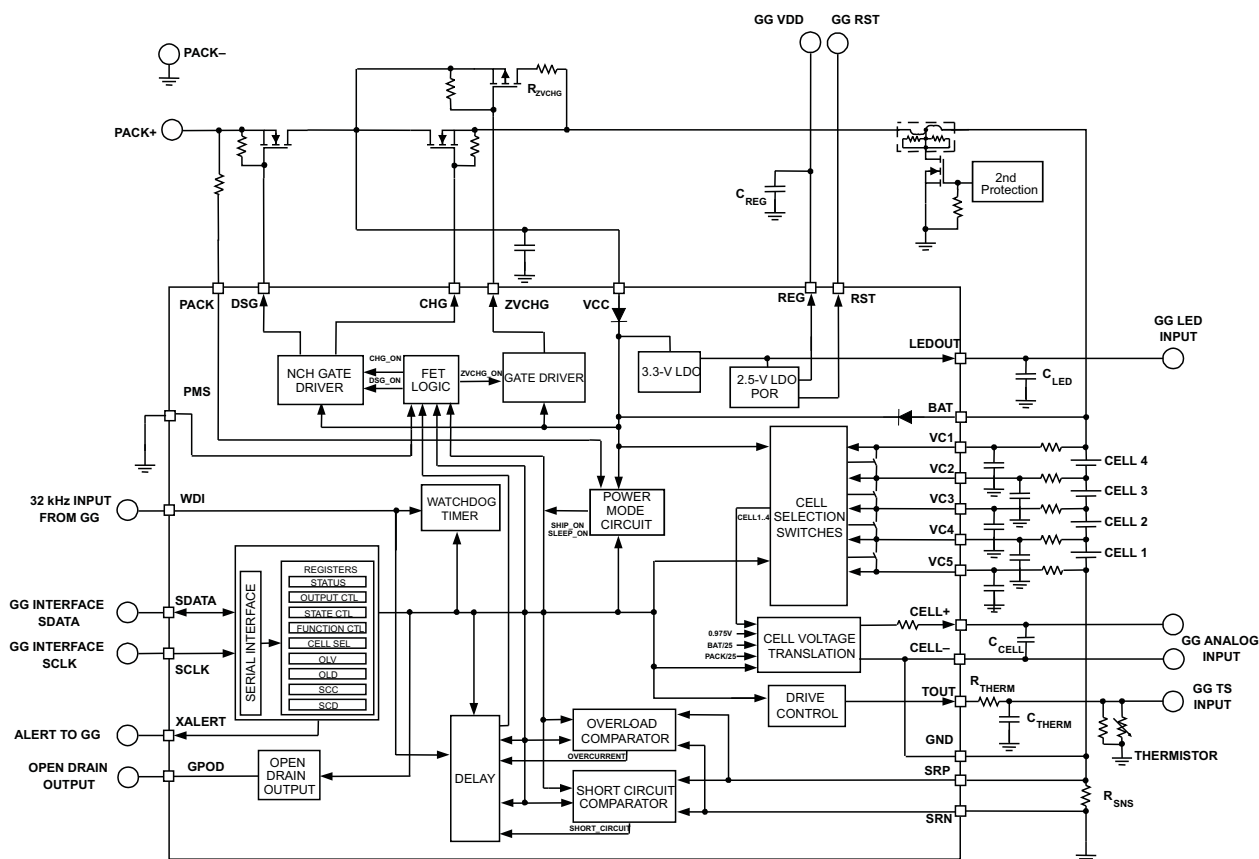 GG VDD
GG RST
PACK–
R ZVCHG
PACK+
2nd
Protection
C REG
PACK
DSG
CHG
ZVCHG
VCC
REG
RST
GG LED
INPUT
LEDOUT
NCH GATE
DRIVER
CHG_ON
DSG_ON
FET
LOGIC
ZVCHG_ON
GATE DRIVER
3.3-V LDO
2.5-V LDO
POR
C LED
PMS
BAT
VC1
CELL 4
VC2
CELL 3
VC3
CELL 2
VC4
CELL 1
VC5
32 kHz INPUT
FROM GG
WDI
WATCHDOG
TIMER
POWER
MODE
CIRCUIT
SHIP_ON
SLEEP_ON
CELL1..4
CELL
SELECTION
SWITCHES
SERIAL INTERFACE
REGISTERS
STATUS
OUTPUT CTL
STATE CTL
FUNCTION CTL
CELL SEL
OLV
OLD
SCC
SCD
GG INTERFACE
SDATA
SDATA
GG INTERFACE
SCLK
SCLK
0.975V
BAT/25
PACK/25
CELL VOLTAGE
TRANSLATION
CELL+
CELL–
C CELL
GG ANALOG
INPUT
DRIVE
CONTROL
TOUT
R THERM
C THERM
GG TS
INPUT
THERMISTOR
XALERT
ALERT TO GG
OPEN DRAIN
OUTPUT
GPOD
OPEN
DRAIN
OUTPUT
DELAY
OVERLOAD
COMPARATOR
OVERCURRENT
SHORT CIRCUIT
COMPARATOR
SHORT_CIRCUIT
GND
SRP
SRN
R SNS